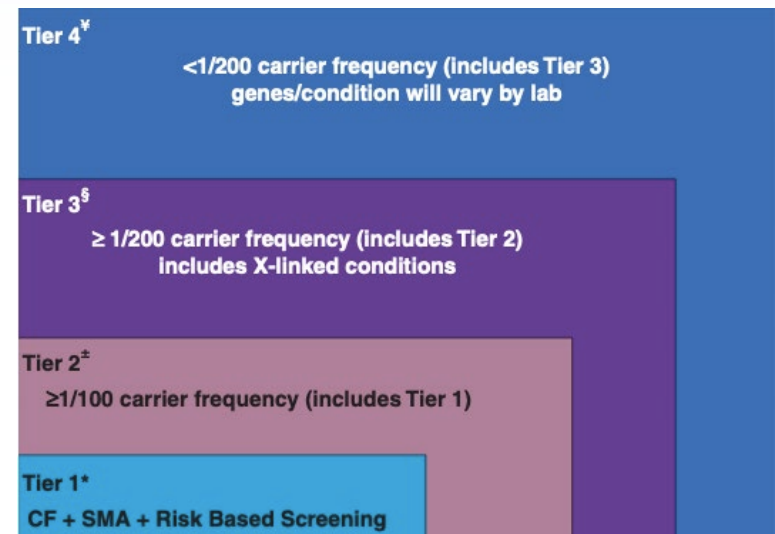 Tier 4¥
<1/200 carrier frequency (includes Tier 3)
genes/condition will vary by lab
Tier 3§
≥ 1/200 carrier frequency (includes Tier 2)
includes X-linked conditions
Tier 2±
≥1/100 carrier frequency (includes Tier 1)
Tier 1*
CF + SMA + Risk Based Screening